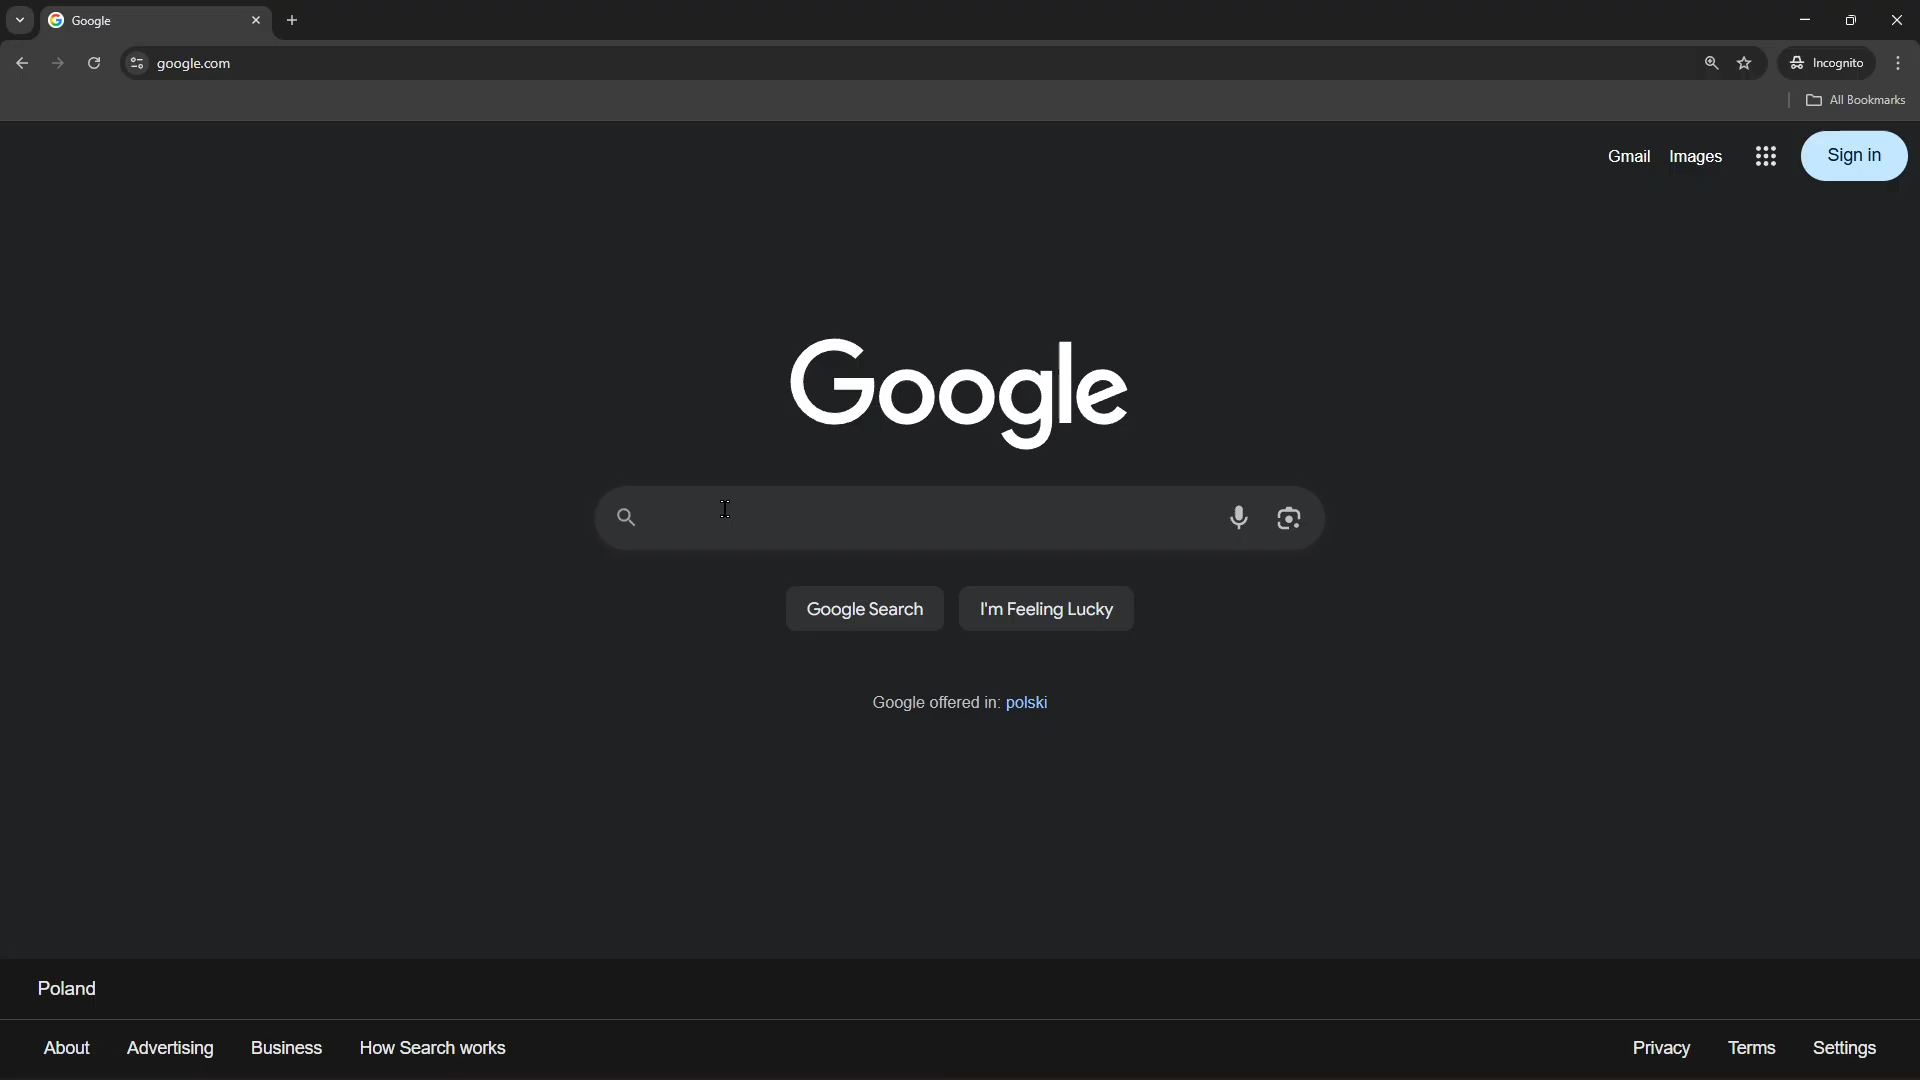 Google
google.com
Incognito
All Bookmarks
Gmail Images Sign in
Google
Google Search I'm Feeling Lucky
Google offered in: polski
Poland
About Advertising Business How Search works Privacy Terms Settings